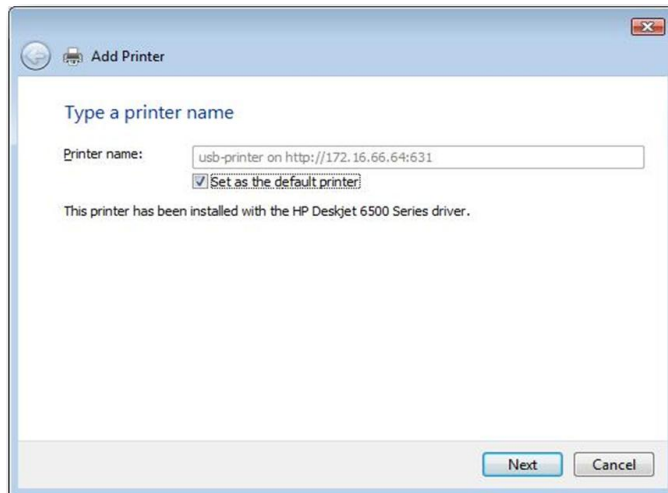 Add Printer
Type a printer name
Printer name: usb-printer on http://172.16.66.64:631
Set as the default printer
This printer has been installed with the HP Deskjet 6500 Series driver.
Next Cancel